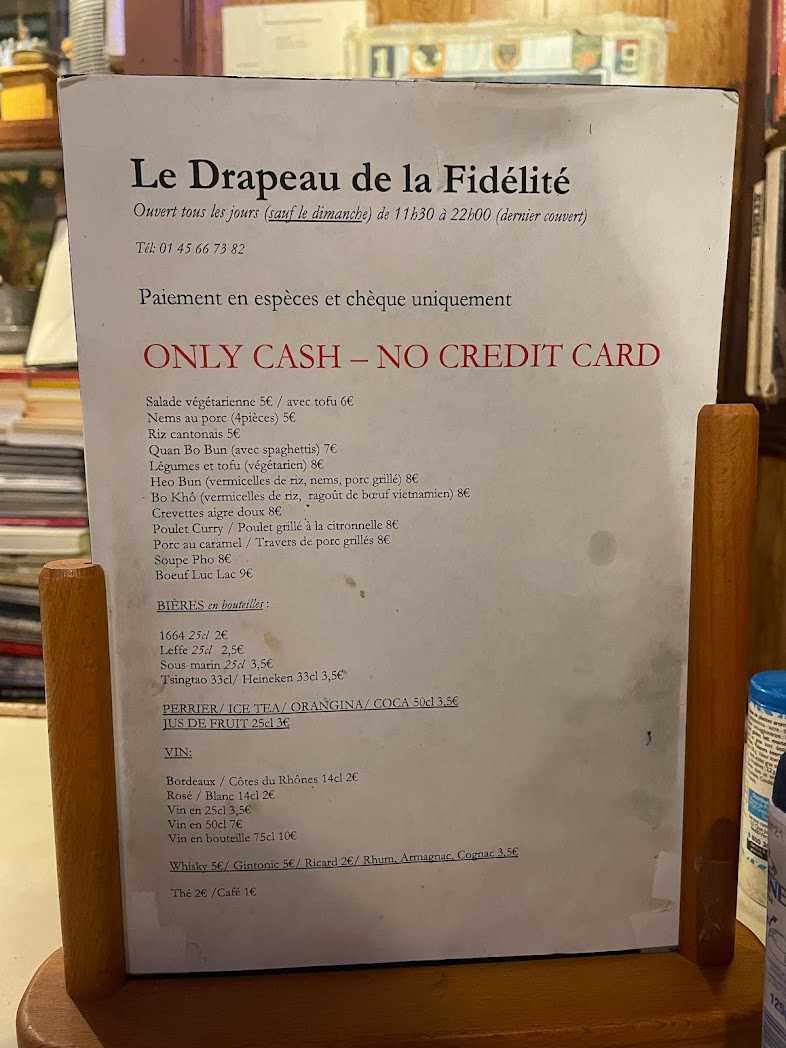 1 9
Le Drapeau de la Fidélité
Ouvert tous les jours (sauf le dimanche) de 11h30 à 22h00 (dernier couvert)
Tél: 01 45 66 73 82
Paiement en espèces et chèque uniquement
ONLY CASH – NO CREDIT CARD
Salade végétarienne 5€ / avec tofu 6€
Nems au porc (4pièces) 5€
Riz cantonais 5€
Quan Bo Bun (avec spaghettis) 7€
Légumes et tofu (végétarien) 8€
Heo Bun (vermicelles de riz, nems, porc grillé) 8€
Bo Khô (vermicelles de riz, ragoût de bœuf vietnamien) 8€
Crevettes aigre doux 8€
Poulet Curry / Poulet grillé à la citronnelle 8€
Porc au caramel / Travers de porc grillés 8€
Soupe Pho 8€
Boeuf Luc Lac 9€
BIÈRES en bouteilles :
1664 25cl 2€
Leffe 25cl 2,5€
Sous-marin 25cl 3,5€
Tsingtao 33cl/ Heineken 33cl 3,5€
PERRIER/ ICE TEA/ ORANGINA/ COCA 50cl 3,5€
JUS DE FRUIT 25cl 3€
VIN:
Bordeaux / Côtes du Rhônes 14cl 2€
Rosé / Blanc 14cl 2€
Vin en 25cl 3,5€
Vin en 50cl 7€
Vin en bouteille 75cl 10€
Whisky 5€/ Gintonic 5€/ Ricard 2€/ Rhum, Armagnac, Cognac 3,5€
Thé 2€ /Café 1€